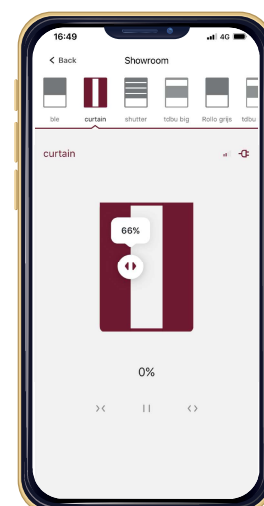 16:49
4G
Back
Showroom
ble
curtain
shutter
tdbu big
Rollo grijs
tdbu
curtain
66%
0%